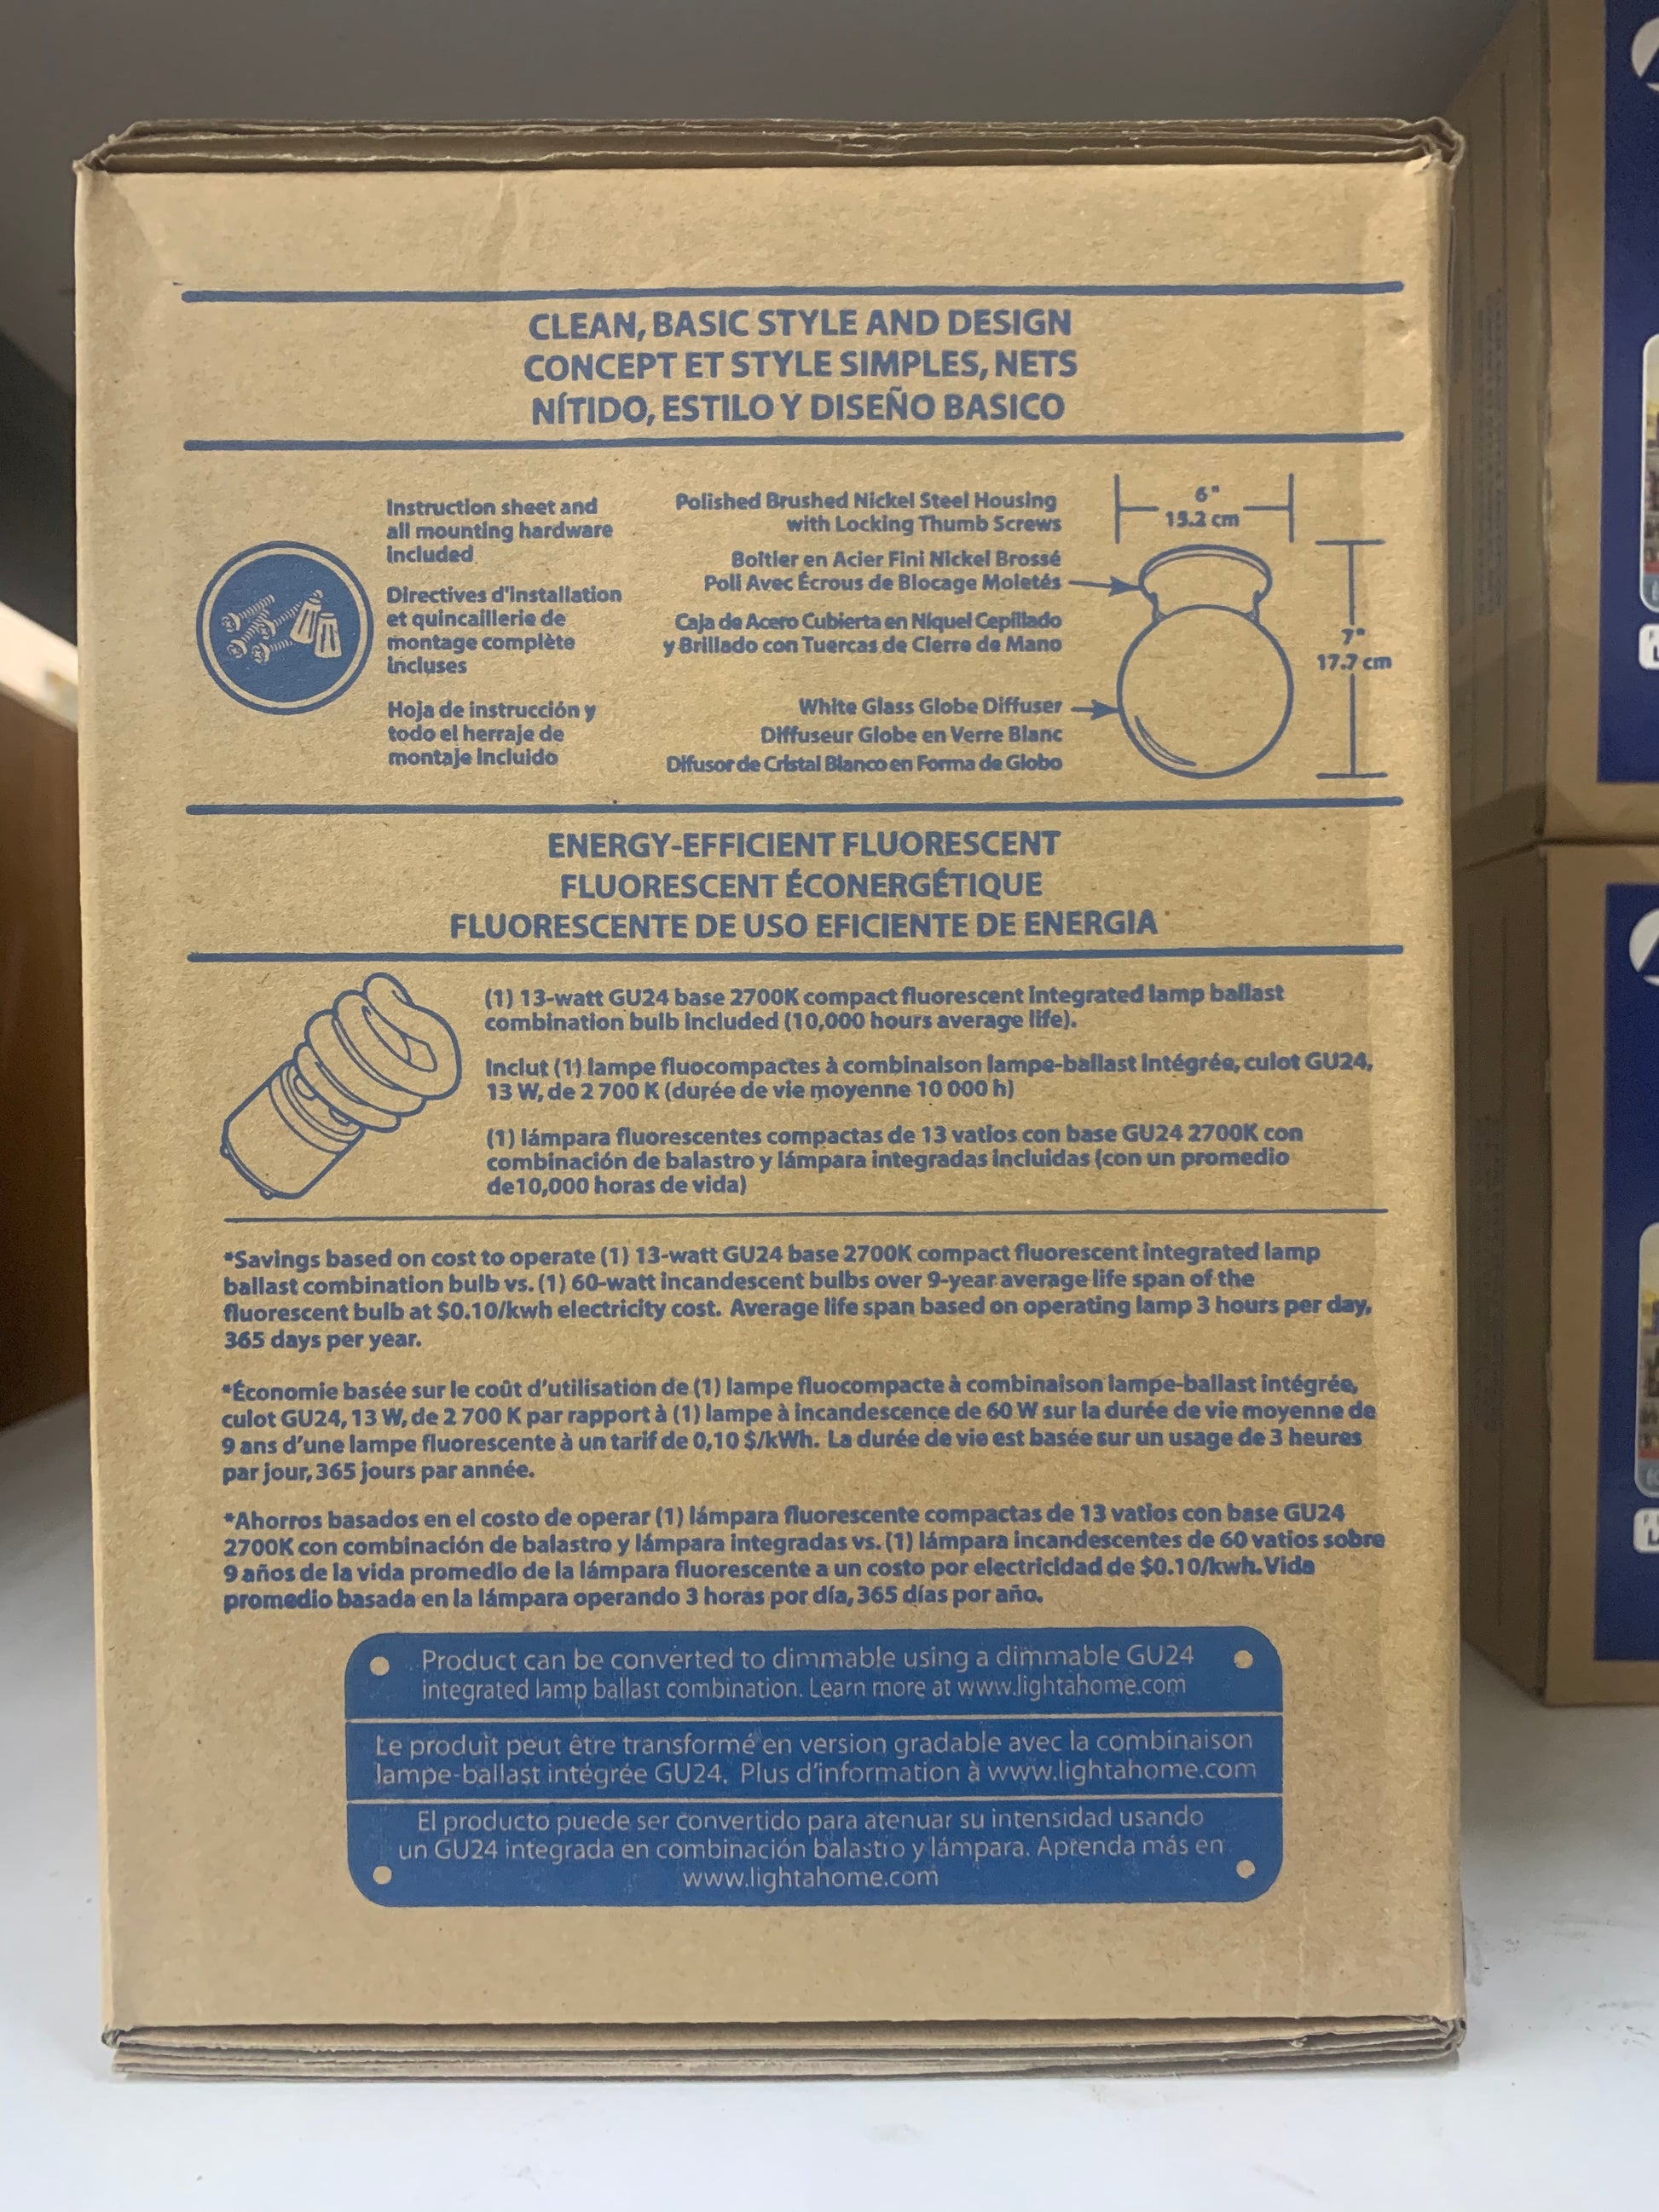 CLEAN, BASIC STYLE AND DESIGN
CONCEPT ET STYLE SIMPLES, NETS
NÍTIDO, ESTILO Y DISEÑO BASICO
Instruction sheet and
all mounting hardware
included
Directives d'installation
et quincaillerie de
montage complète
incluses
Hoja de instrucción y
todo el herraje de
montaje incluido
Polished Brushed Nickel Steel Housing
with Locking Thumb Screws
Boîtier en Acier Fini Nickel Brossé
Poli Avec Écrous de Blocage Moletés
Caja de Acero Cubierta en Níquel Cepillado
y Brillado con Tuercas de Cierre de Mano
White Glass Globe Diffuser
Diffuseur Globe en Verre Blanc
Difusor de Cristal Blanco en Forma de Globo
6"
15.2 cm
7"
17.7 cm
ENERGY-EFFICIENT FLUORESCENT
FLUORESCENT ÉCONERGÉTIQUE
FLUORESCENTE DE USO EFICIENTE DE ENERGIA
(1) 13-watt GU24 base 2700K compact fluorescent integrated lamp ballast
combination bulb included (10,000 hours average life).
Inclut (1) lampe fluocompactes à combinaison lampe-ballast intégrée, culot GU24,
13 W, de 2 700 K (durée de vie moyenne 10 000 h)
(1) lámpara fluorescentes compactas de 13 vatios con base GU24 2700K con
combinación de balastro y lámpara integradas incluidas (con un promedio
de10,000 horas de vida)
*Savings based on cost to operate (1) 13-watt GU24 base 2700K compact fluorescent integrated lamp
ballast combination bulb vs. (1) 60-watt incandescent bulbs over 9-year average life span of the
fluorescent bulb at $0.10/kwh electricity cost. Average life span based on operating lamp 3 hours per day,
365 days per year.
*Économie basée sur le coût d'utilisation de (1) lampe fluocompacte à combinaison lampe-ballast intégrée,
culot GU24, 13 W, de 2 700 K par rapport à (1) lampe à incandescence de 60 W sur la durée de vie moyenne de
9 ans d'une lampe fluorescente à un tarif de 0,10 $/kWh. La durée de vie est basée sur un usage de 3 heures
par jour, 365 jours par année.
*Ahorros basados en el costo de operar (1) lámpara fluorescente compactas de 13 vatios con base GU24
2700K con combinación de balastro y lámpara integradas vs. (1) lámpara incandescentes de 60 vatios sobre
9 años de la vida promedio de la lámpara fluorescente a un costo por electricidad de $0.10/kwh. Vida
promedio basada en la lámpara operando 3 horas por día, 365 días por año.
Product can be converted to dimmable using a dimmable GU24
integrated lamp ballast combination. Learn more at www.lightahome.com
Le produit peut être transformé en version gradable avec la combinaison
lampe-ballast intégrée GU24. Plus d'information à www.lightahome.com
El producto puede ser convertido para atenuar su intensidad usando
un GU24 integrada en combinación balastro y lámpara. Aprenda más en
www.lightahome.com